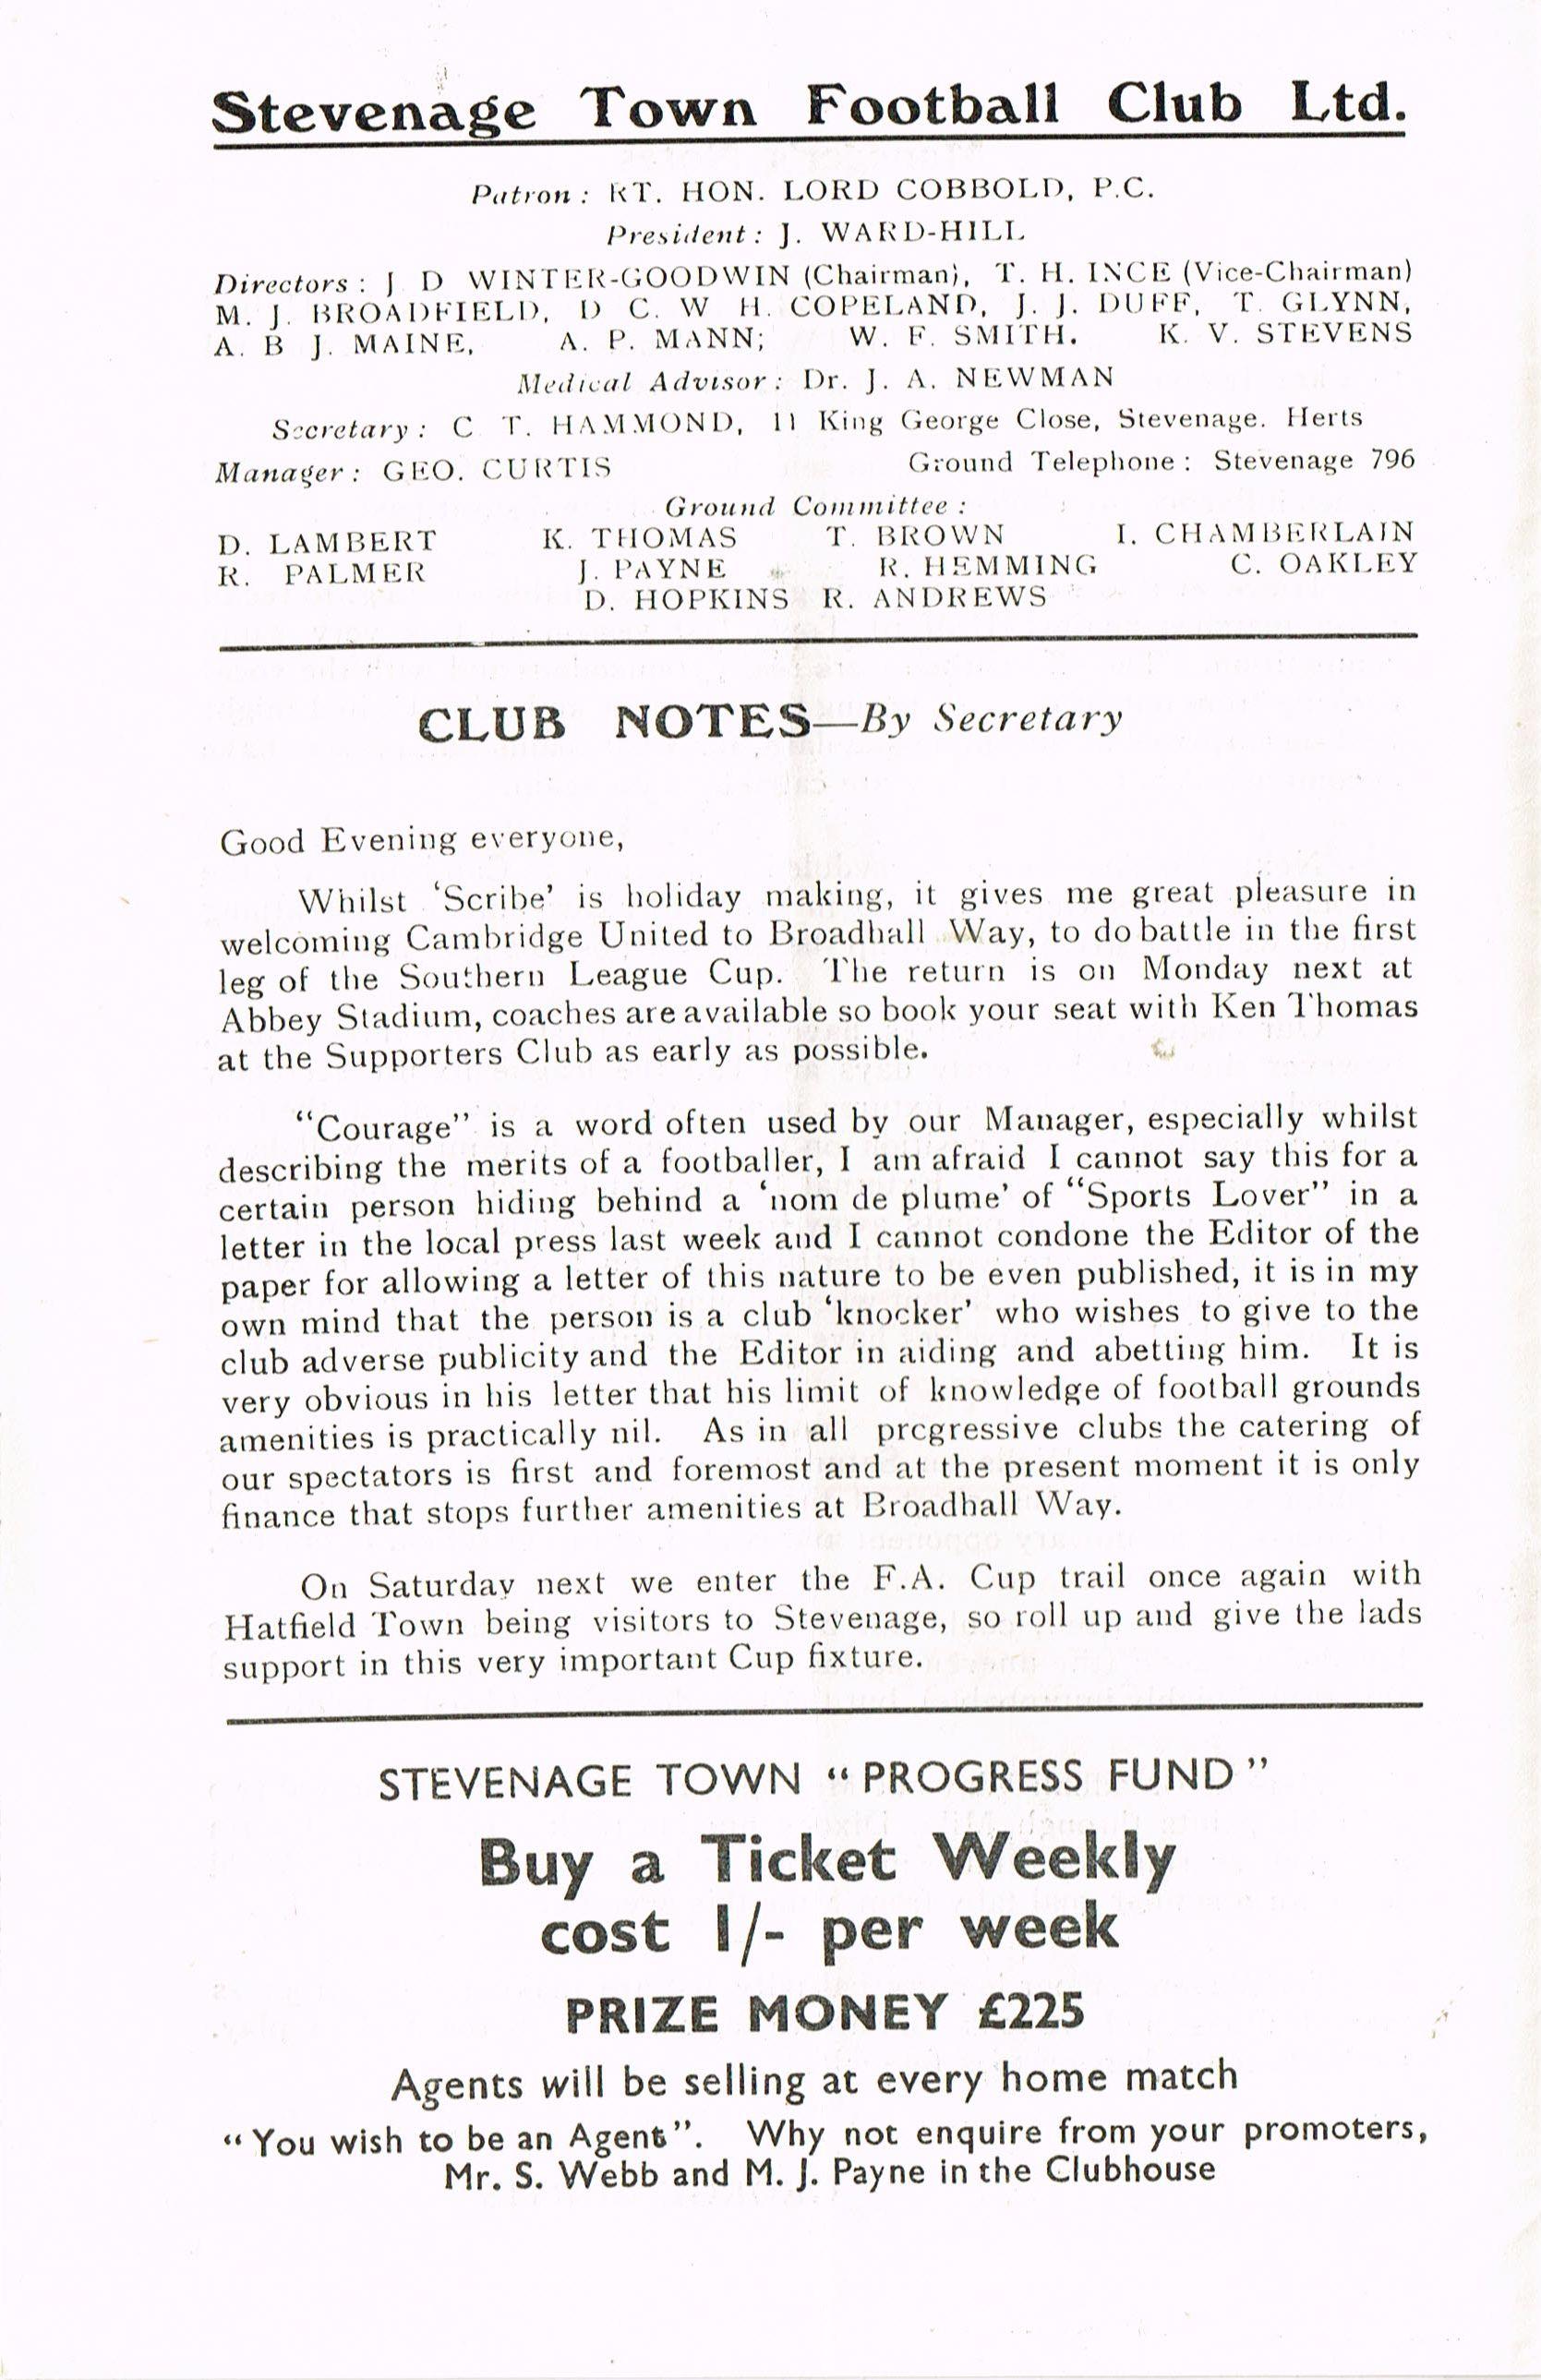 Stevenage Town Football Club Ltd.
Patron : RT. HON. LORD COBBOLD, P.C.
President : J. WARD-HILL
Directors : J D WINTER-GOODWIN (Chairman), T. H. INCE (Vice-Chairman)
M. J. BROADFIELD, D C. W H. COPELAND, J. J. DUFF, T. GLYNN,
A. B J. MAINE, A. P. MANN; W. F. SMITH. K. V. STEVENS
Medical Advisor : Dr. J. A. NEWMAN
Secretary : C T. HAMMOND, 11 King George Close, Stevenage. Herts
Manager : GEO. CURTIS Ground Telephone : Stevenage 796
Ground Committee :
D. LAMBERT K. THOMAS T. BROWN I. CHAMBERLAIN
R. PALMER J. PAYNE R. HEMMING C. OAKLEY
D. HOPKINS R. ANDREWS
CLUB NOTES—By Secretary
Good Evening everyone,
Whilst 'Scribe' is holiday making, it gives me great pleasure in
welcoming Cambridge United to Broadhall Way, to do battle in the first
leg of the Southern League Cup. The return is on Monday next at
Abbey Stadium, coaches are available so book your seat with Ken Thomas
at the Supporters Club as early as possible.
"Courage" is a word often used by our Manager, especially whilst
describing the merits of a footballer, I am afraid I cannot say this for a
certain person hiding behind a 'nom de plume' of "Sports Lover" in a
letter in the local press last week and I cannot condone the Editor of the
paper for allowing a letter of this nature to be even published, it is in my
own mind that the person is a club 'knocker' who wishes to give to the
club adverse publicity and the Editor in aiding and abetting him. It is
very obvious in his letter that his limit of knowledge of football grounds
amenities is practically nil. As in all prcgressive clubs the catering of
our spectators is first and foremost and at the present moment it is only
finance that stops further amenities at Broadhall Way.
On Saturday next we enter the F.A. Cup trail once again with
Hatfield Town being visitors to Stevenage, so roll up and give the lads
support in this very important Cup fixture.
STEVENAGE TOWN "PROGRESS FUND"
Buy a Ticket Weekly
cost 1/- per week
PRIZE MONEY £225
Agents will be selling at every home match
"You wish to be an Agent". Why not enquire from your promoters,
Mr. S. Webb and M. J. Payne in the Clubhouse